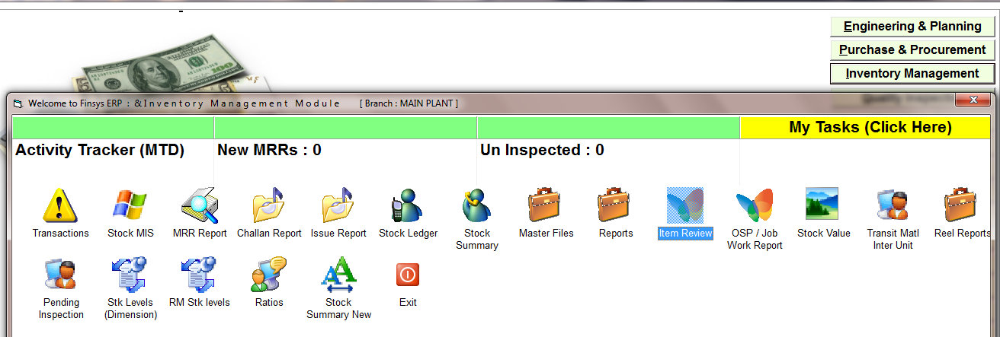 Engineering & Planning
Purchase & Procurement
Inventory Management
Welcome to Finsys ERP : &Inventory Management Module [ Branch : MAIN PLANT ]
My Tasks (Click Here)
Activity Tracker (MTD) New MRRs : 0 Un Inspected : 0
Transactions Stock MIS MRR Report Challan Report Issue Report Stock Ledger Stock Master Files Reports Item Review OSP / Job Stock Value Transit Matl Reel Reports
Summary Work Report Inter Unit
Pending Stk Levels RM Stk levels Ratios Stock Exit
Inspection (Dimension) Summary New